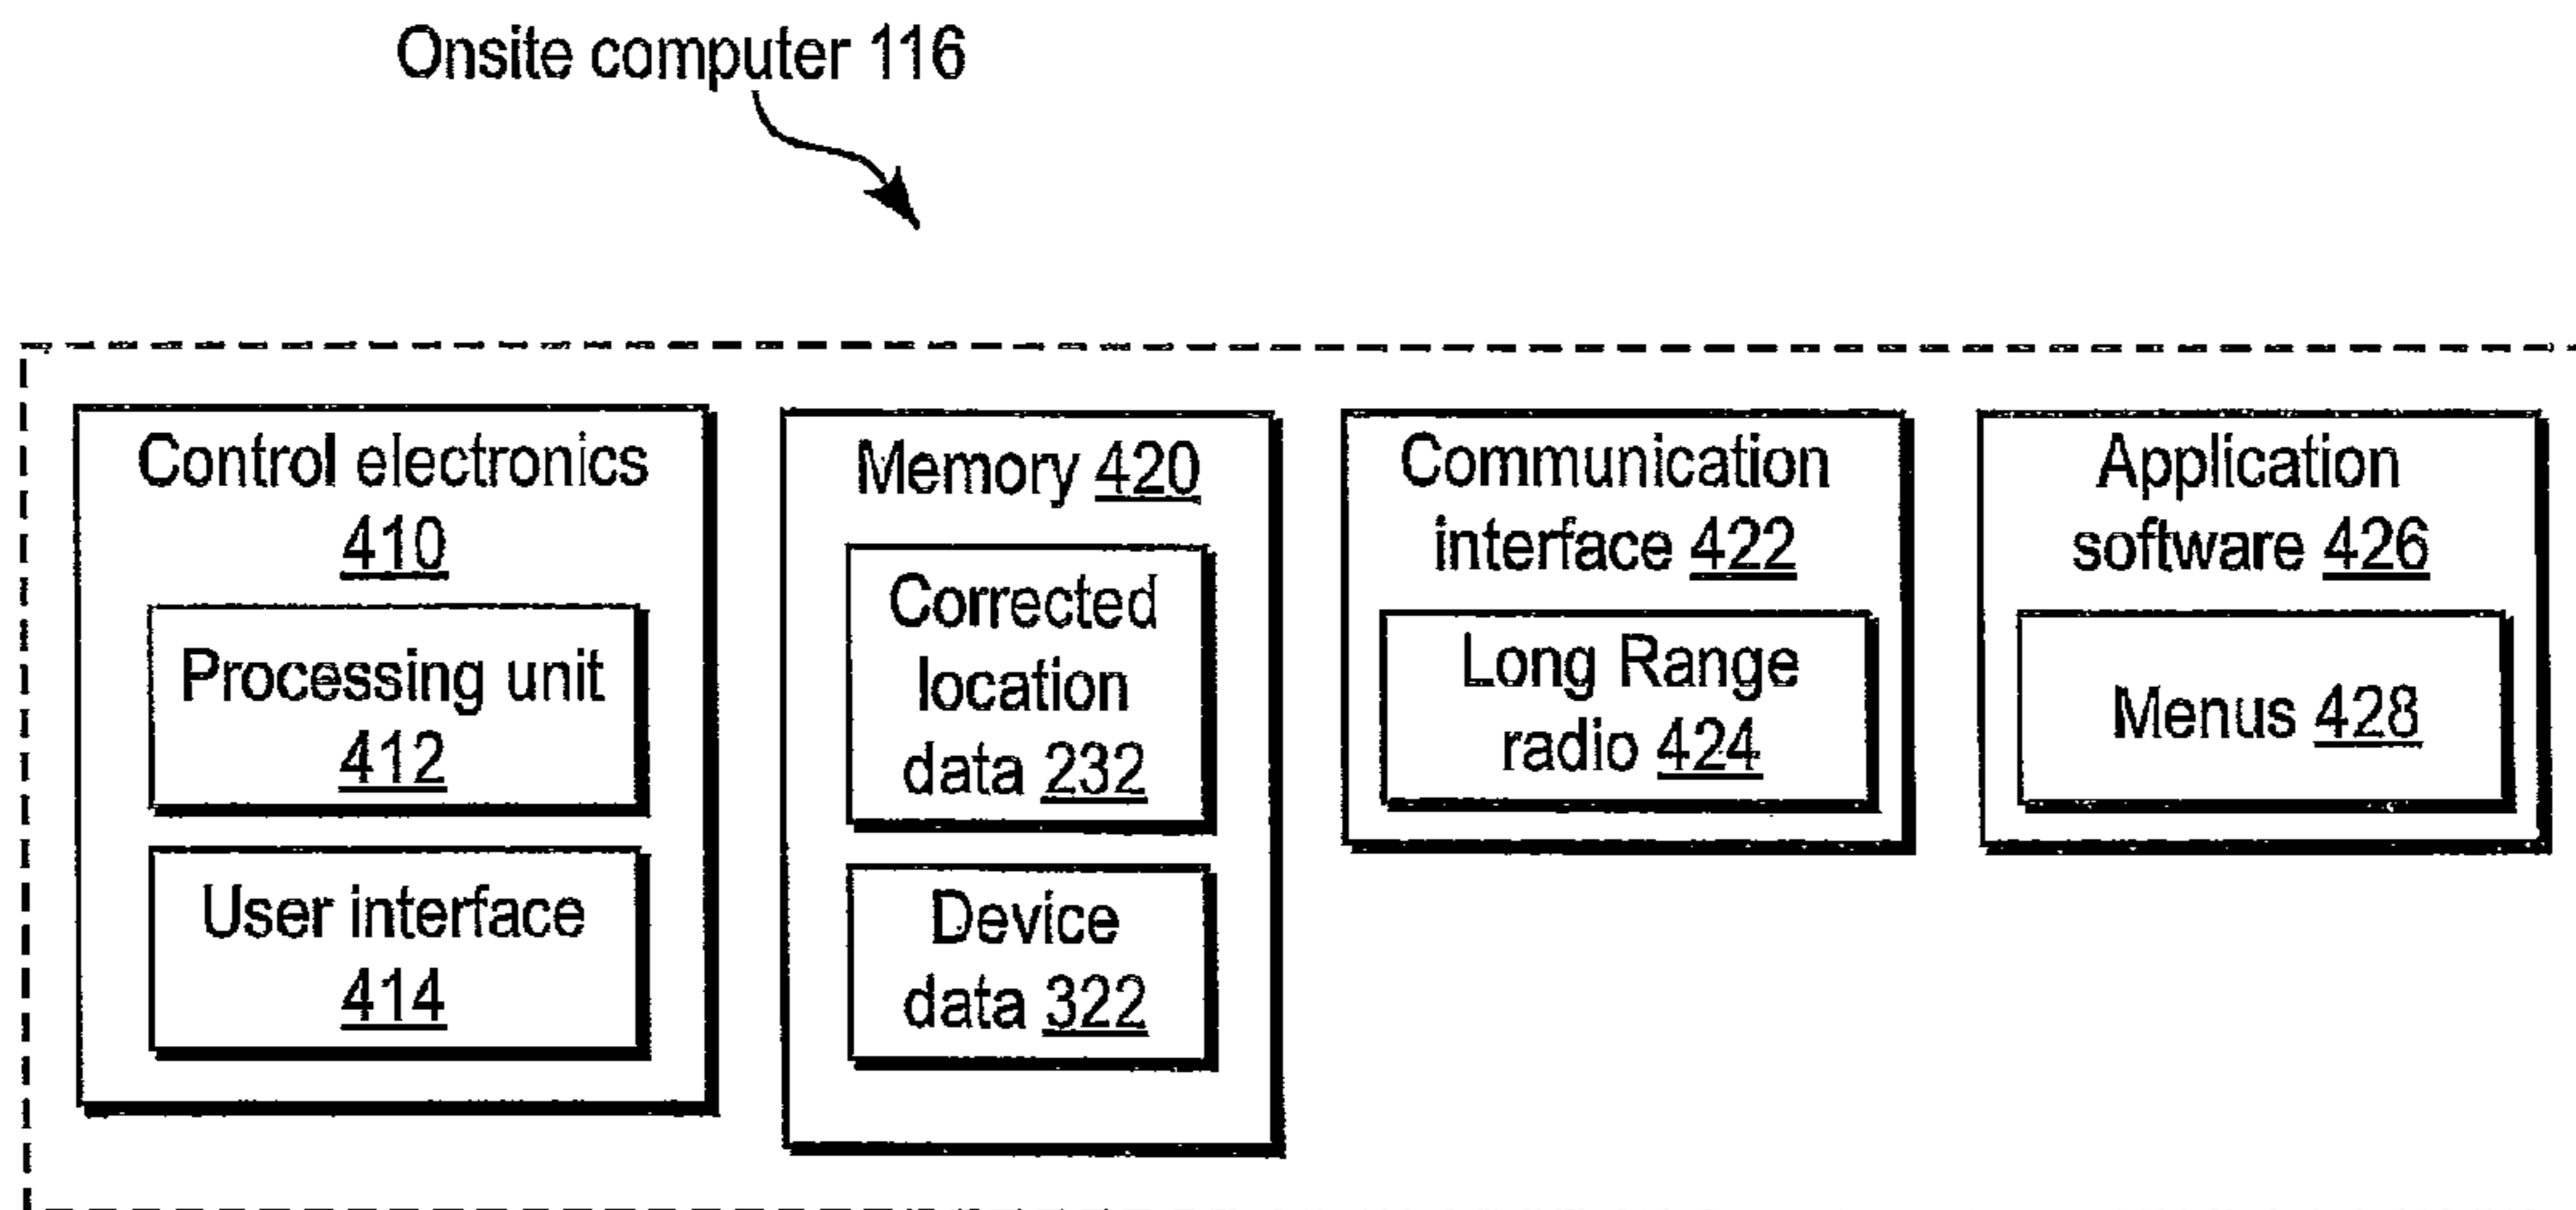 Onsite computer 116
Control electronics
410
Processing unit
412
User interface
414
Memory 420
Corrected
location
data 232
Device
data 322
Communication
interface 422
Long Range
radio 424
Application
software 426
Menus 428